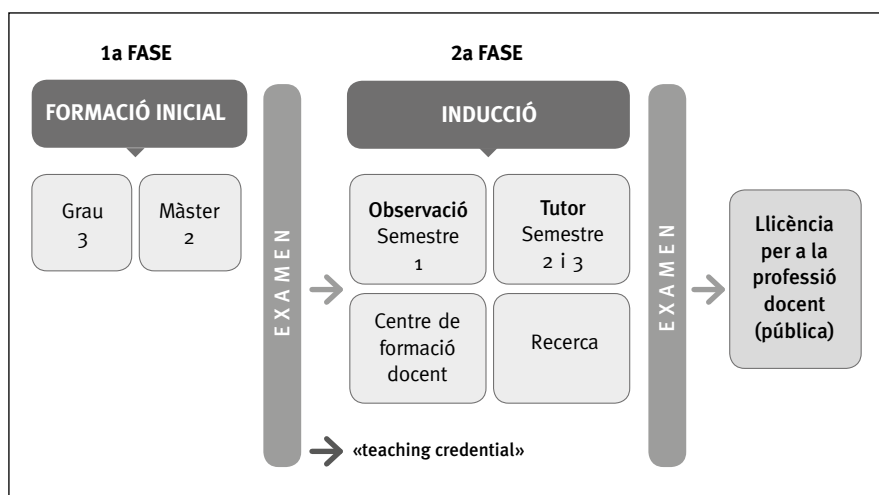 1a FASE
FORMACIÓ INICIAL
Grau
3
Màster
2
EXAMEN
2a FASE
INDUCCIÓ
Observació
Semestre
1
Tutor
Semestre
2 i 3
Centre de
formació
docent
Recerca
«teaching credential»
EXAMEN
Llicència
per a la
professió
docent
(pública)